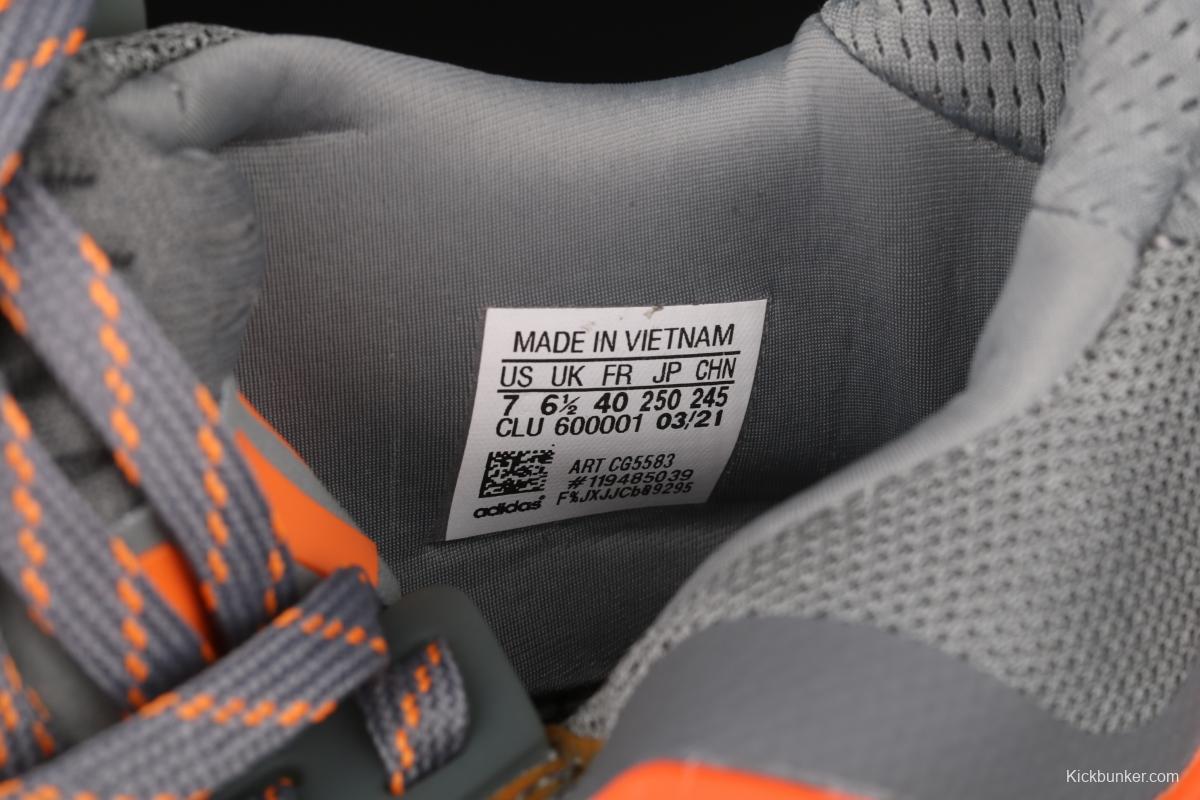 MADE IN VIETNAM
US UK FR JP CHN
7 6½ 40 250 245
CLU 600001 03/21
ART CG5583
#119485039
F%JXJJCb89295
adidas
Kickbunker.com